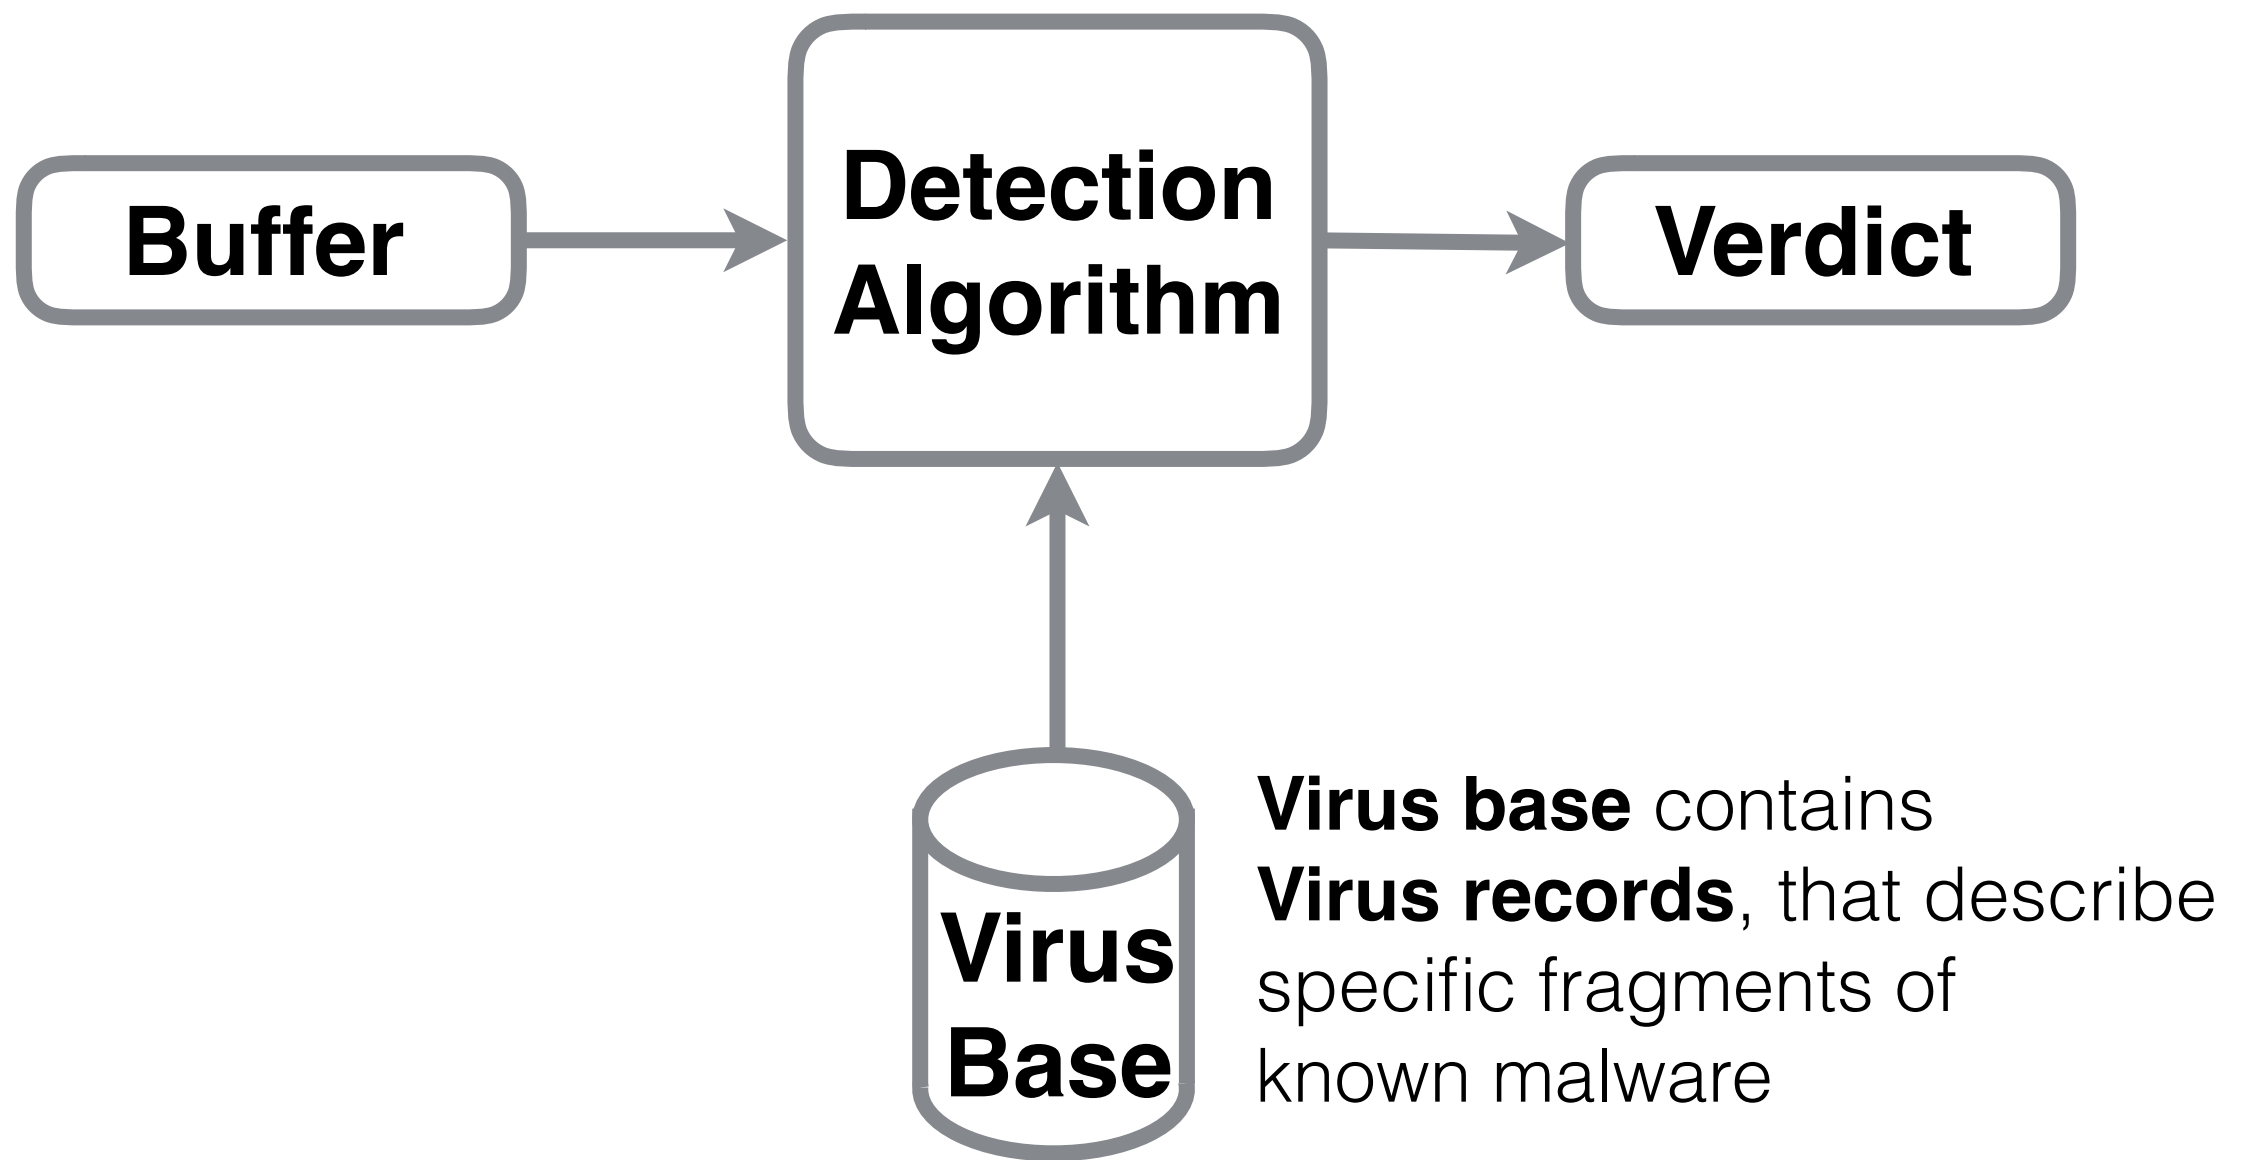 Buffer
Detection
Algorithm
Verdict
Virus
Base
Virus base contains
Virus records, that describe
specific fragments of
known malware